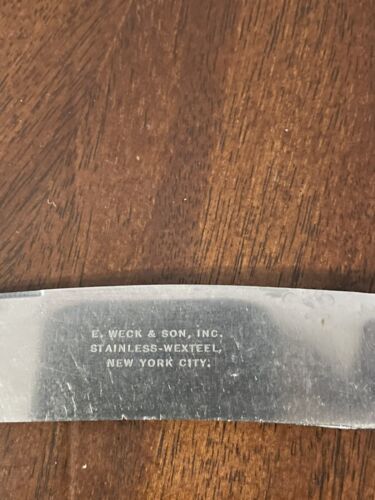 E. WECK & SON, INC.
STAINLESS-WEXTEEL,
NEW YORK CITY.